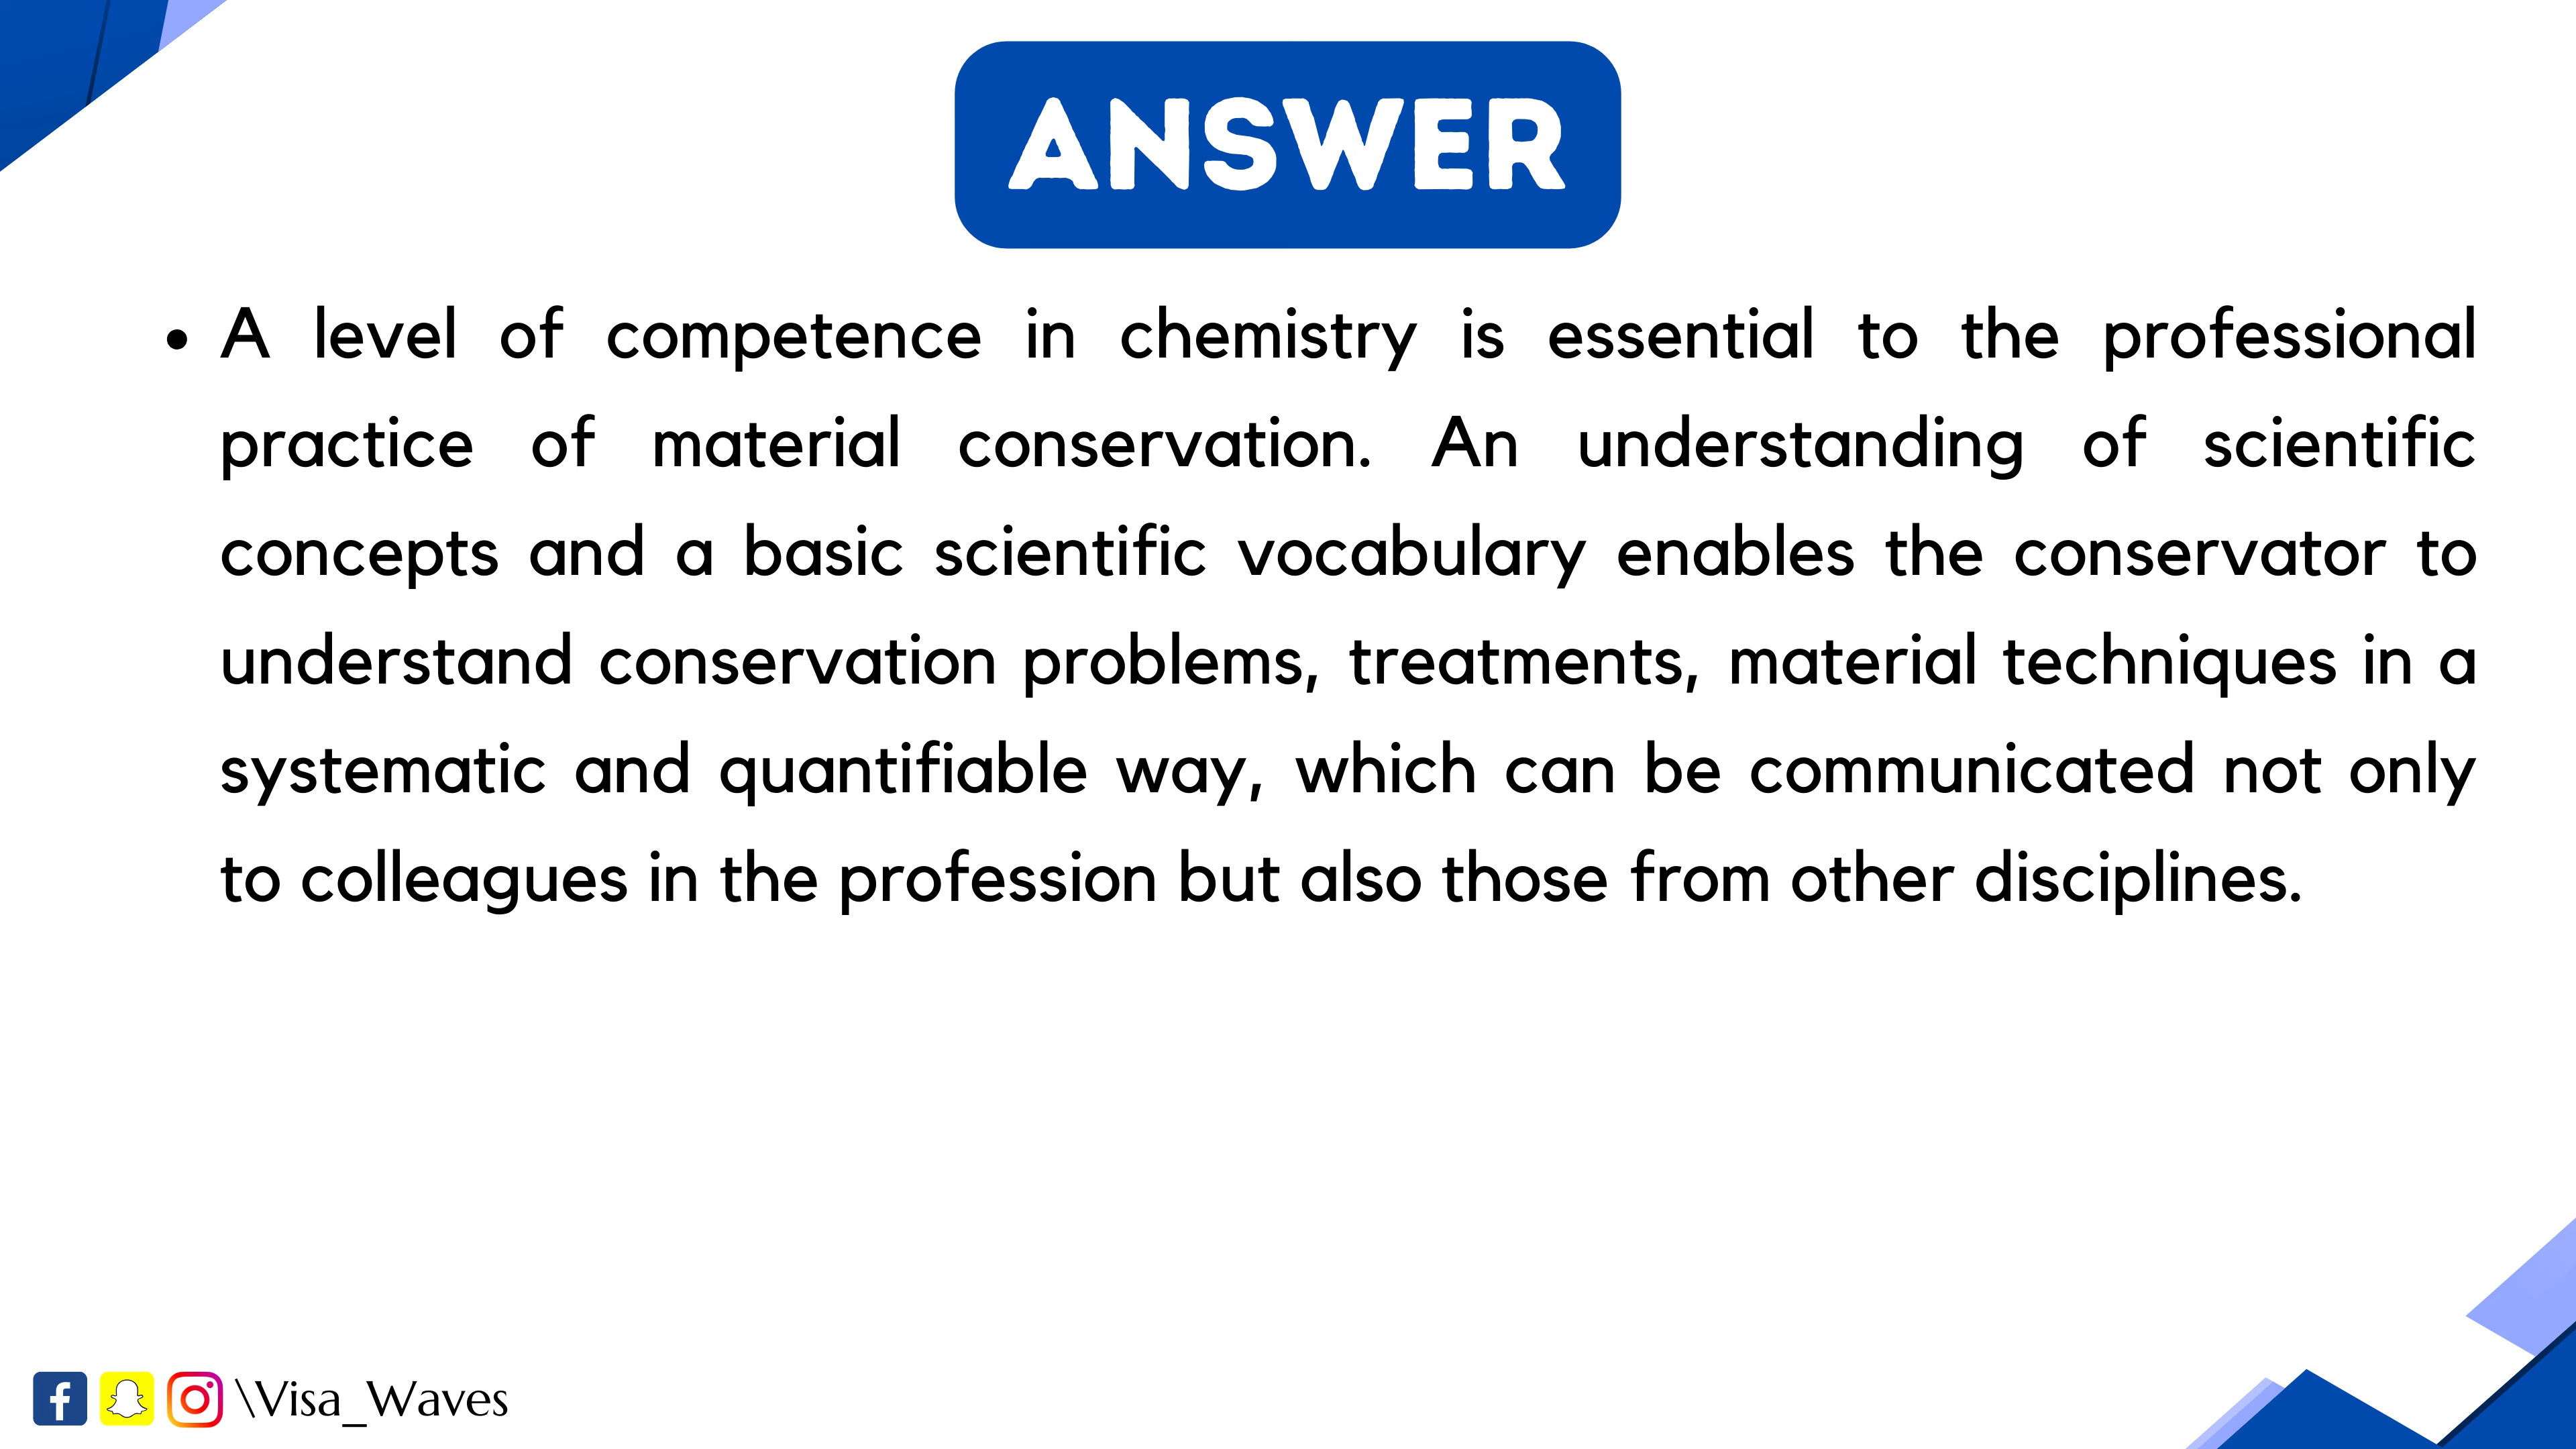 ANSWER
• A level of competence in chemistry is essential to the professional
practice of material conservation. An understanding of scientific
concepts and a basic scientific vocabulary enables the conservator to
understand conservation problems, treatments, material techniques in a
systematic and quantifiable way, which can be communicated not only
to colleagues in the profession but also those from other disciplines.
\Visa_Waves